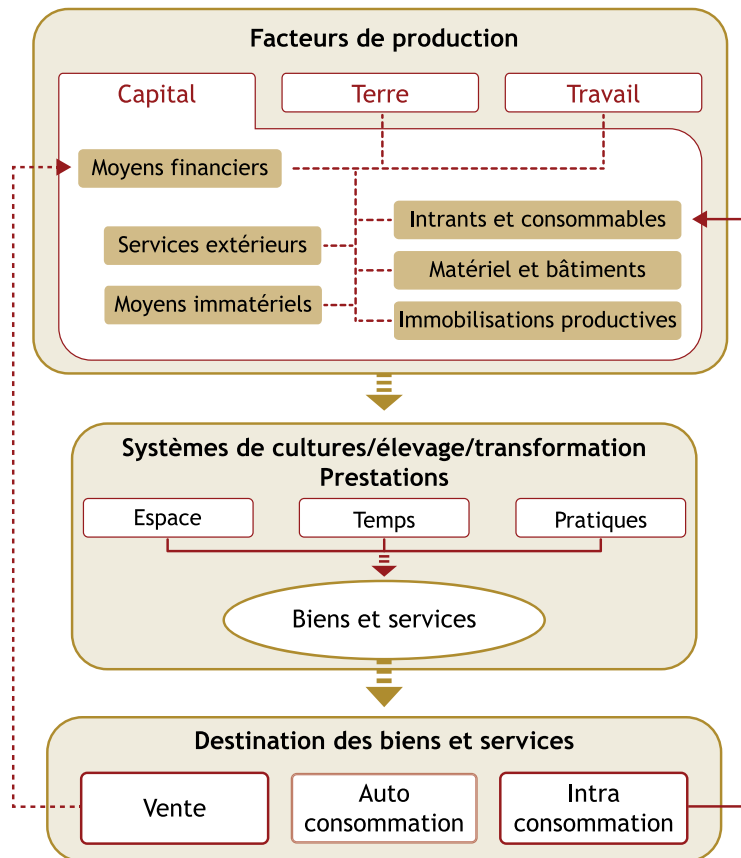 Facteurs de production
Capital
Terre
Travail
Moyens financiers
Intrants et consommables
Services extérieurs
Matériel et bâtiments
Moyens immatériels
Immobilisations productives
Systèmes de cultures/élevage/transformation
Prestations
Espace
Temps
Pratiques
Biens et services
Destination des biens et services
Vente
Auto
consommation
Intra
consommation